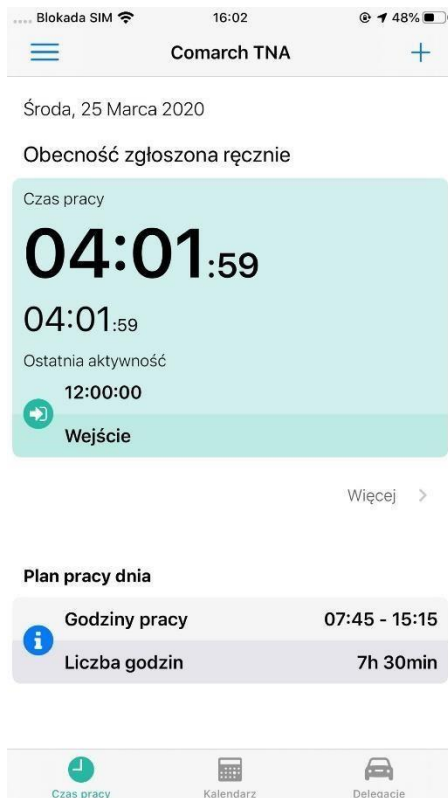 Blokada SIM 16:02 48%
Comarch TNA
Środa, 25 Marca 2020
Obecność zgłoszona ręcznie
Czas pracy
04:01:59
04:01:59
Ostatnia aktywność
12:00:00
Wejście
Więcej
Plan pracy dnia
Godziny pracy 07:45 - 15:15
Liczba godzin 7h 30min
Czas pracy Kalendarz Delegacje